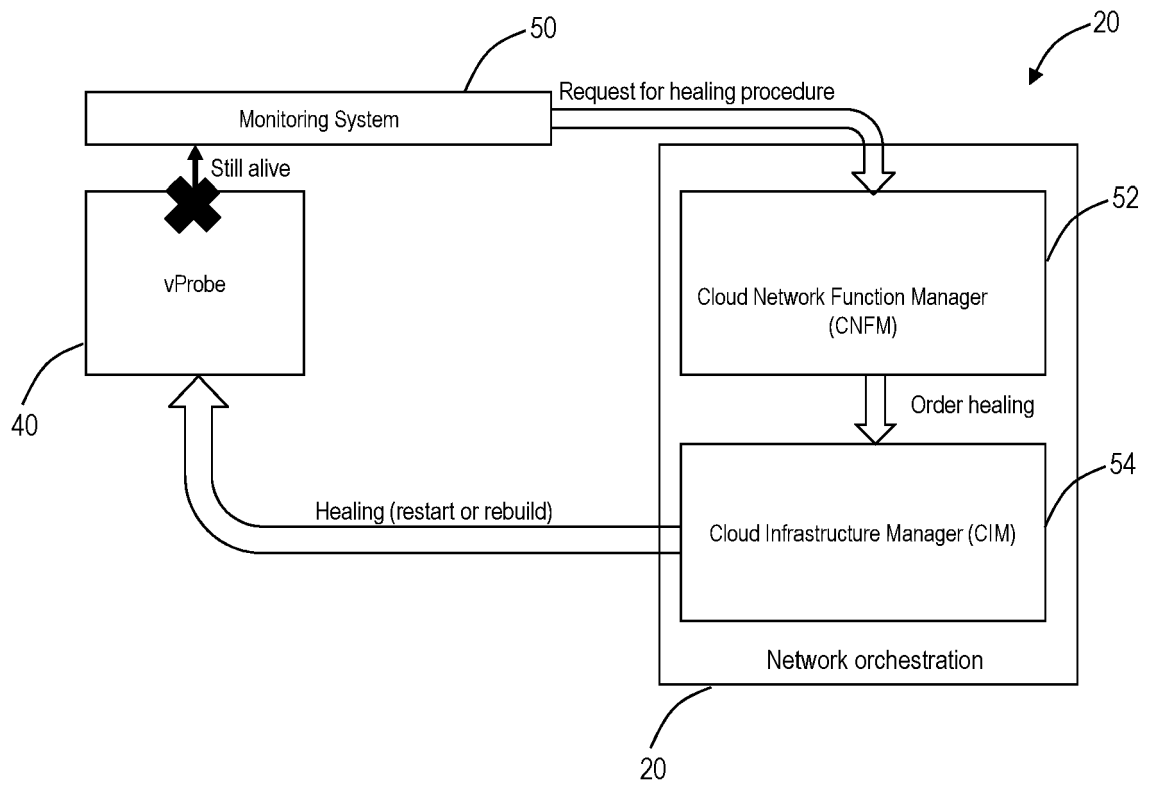 50
20
Request for healing procedure
Monitoring System
Still alive
52
vProbe
Cloud Network Function Manager
(CNFM)
40
Order healing
54
Healing (restart or rebuild)
Cloud Infrastructure Manager (CIM)
Network orchestration
20